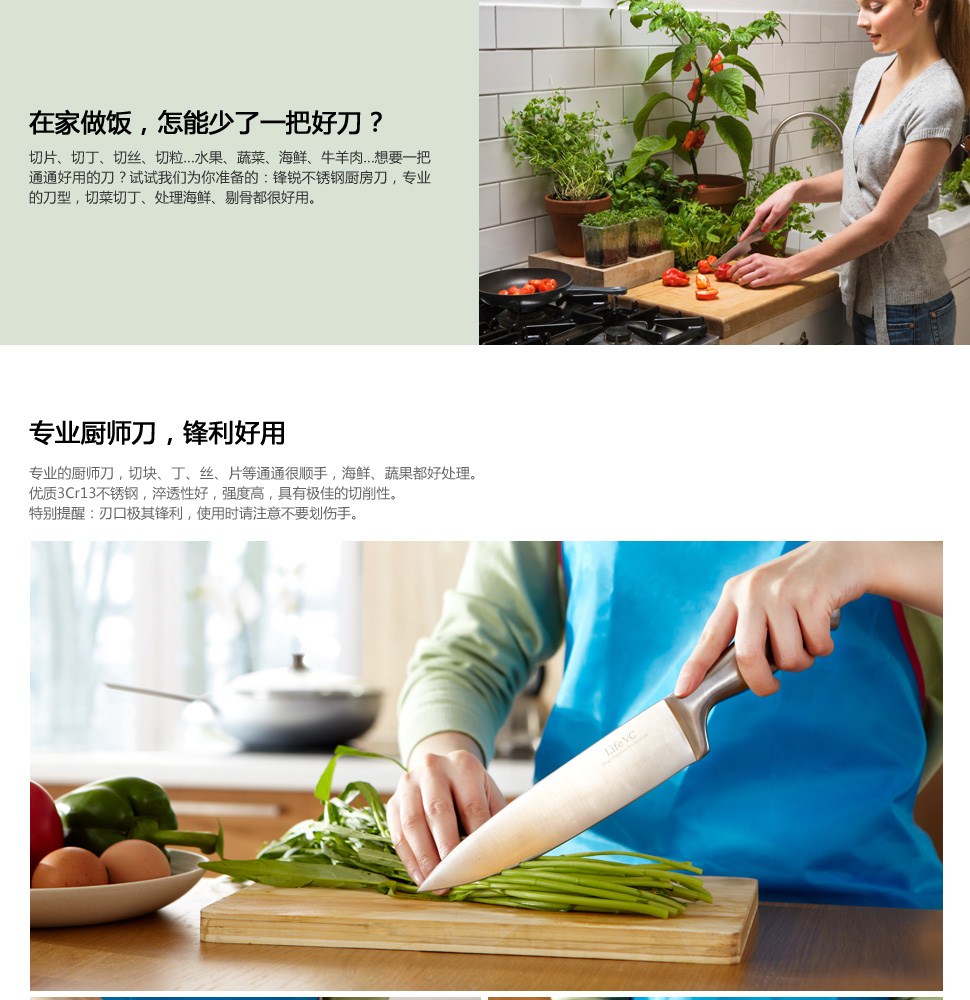 在家做饭，怎能少了一把好刀？
切片、切丁、切丝、切粒...水果、蔬菜、海鲜、牛羊肉...想要一把
通通好用的刀？试试我们为你准备的：锋锐不锈钢厨房刀，专业
的刀型，切菜切丁、处理海鲜、剔骨都很好用。
专业厨师刀，锋利好用
专业的厨师刀，切块、丁、丝、片等通通很顺手，海鲜、蔬果都好处理。
优质3Cr13不锈钢，淬透性好，强度高，具有极佳的切削性。
特别提醒：刃口极其锋利，使用时请注意不要划伤手。
Life VC